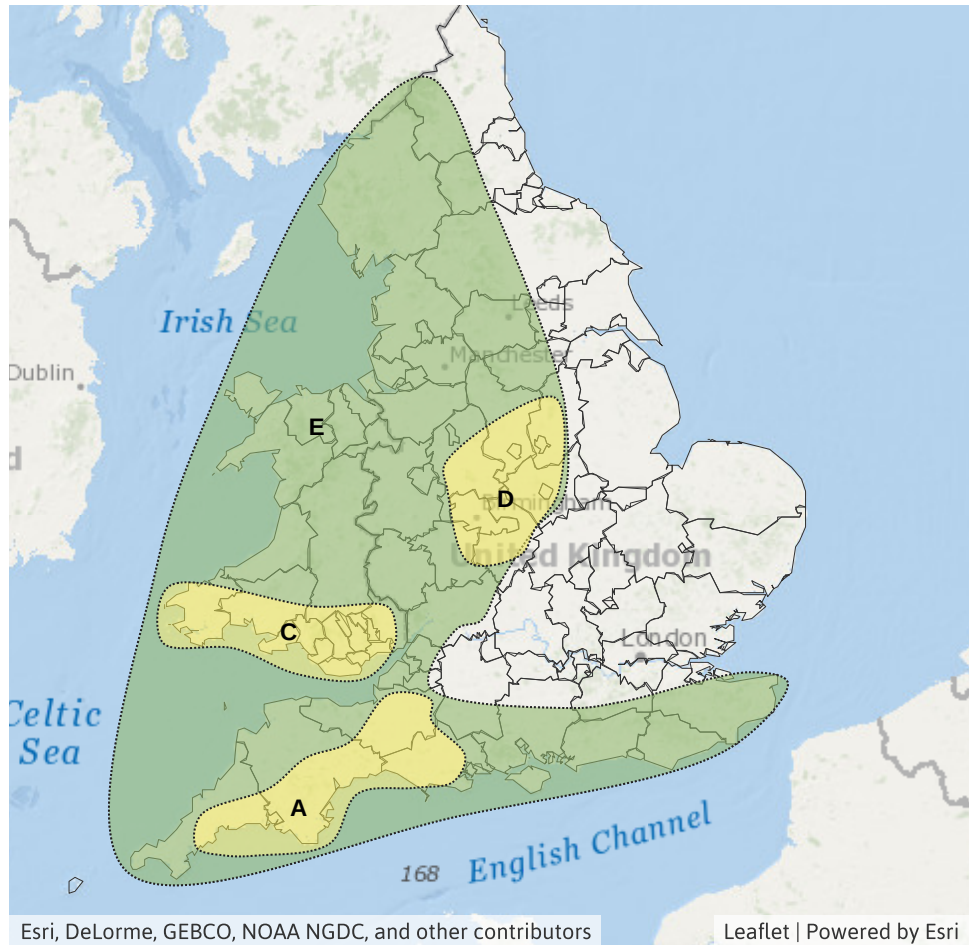 Leeds
Irish Sea
Manchester
Dublin
E
d
D
Birmingham
United Kingdom
C
London
Celtic
Sea
A
English Channel
168
Esri, DeLorme, GEBCO, NOAA NGDC, and other contributors
Leaflet | Powered by Esri